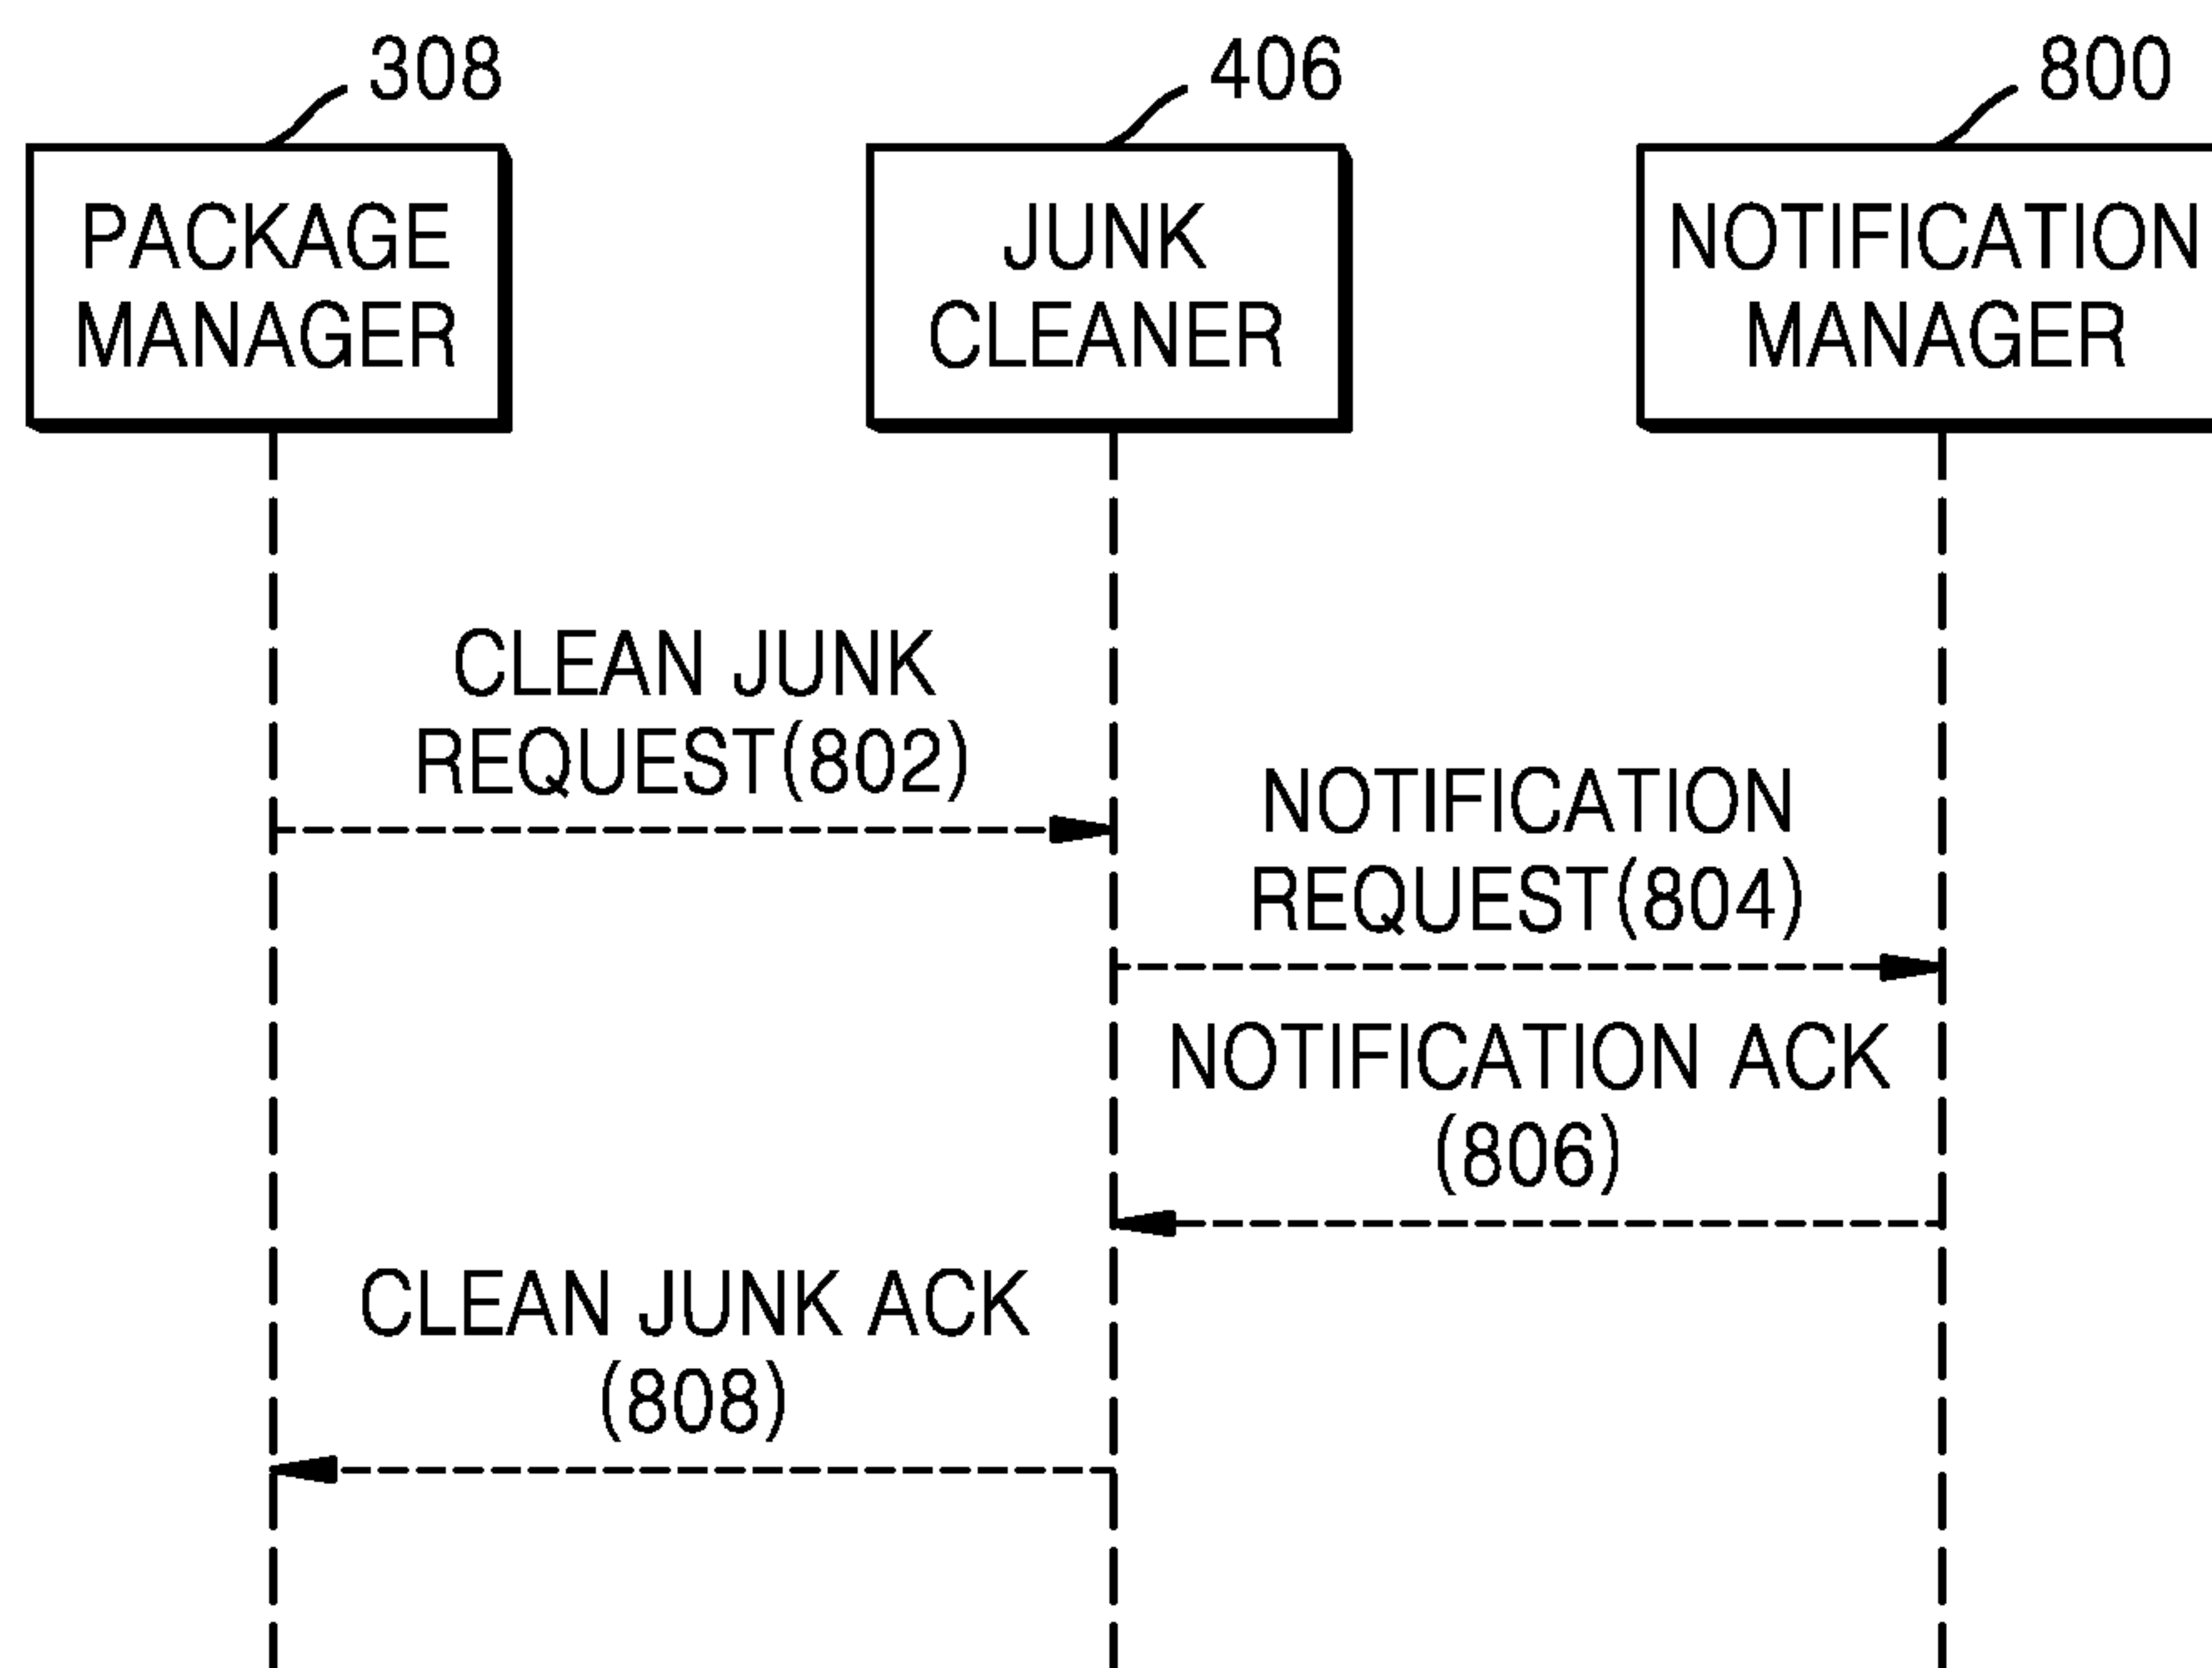 308
406
800
PACKAGE
MANAGER
JUNK
CLEANER
NOTIFICATION
MANAGER
CLEAN JUNK
REQUEST(802)
NOTIFICATION
REQUEST(804)
NOTIFICATION ACK
(806)
CLEAN JUNK ACK
(808)